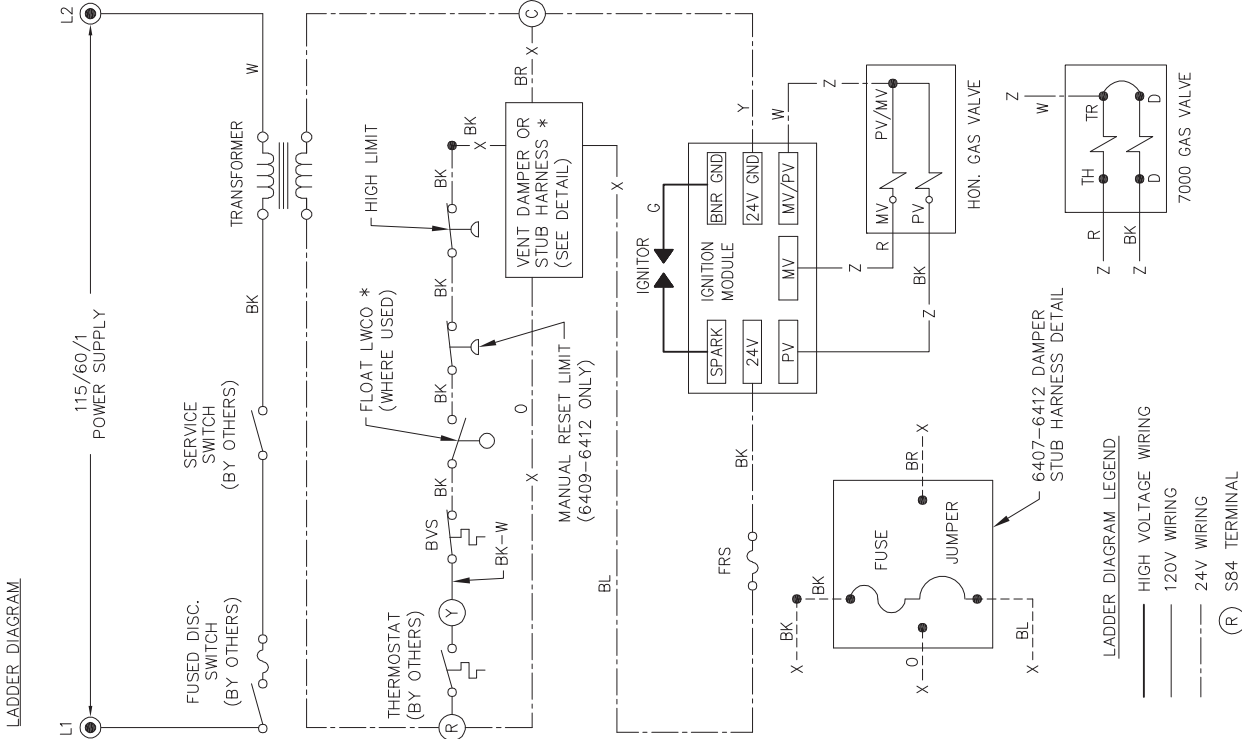 LADDER DIAGRAM
L1
L2
115/60/1
POWER SUPPLY
FUSED DISC.
SWITCH
(BY OTHERS)
SERVICE
SWITCH
(BY OTHERS)
BK
TRANSFORMER
W
THERMOSTAT
(BY OTHERS)
R
Y
BK-W
BVS
BK
FLOAT LWCO *
(WHERE USED)
BK
MANUAL RESET LIMIT
(6409-6412 ONLY)
BK
HIGH LIMIT
BK
BK
X
VENT DAMPER OR
STUB HARNESS *
(SEE DETAIL)
BR
X
C
X
O
BL
X
FRS
BK
Y
IGNITOR
G
SPARK
IGNITION
MODULE
BNR GND
24V
24V GND
PV
MV
MV/PV
W
Z
Z
R
BK
Z
MV
PV
PV/MV
HON. GAS VALVE
Z
W
TH
TR
R
Z
BK
Z
D
D
7000 GAS VALVE
X
BK
BK
FUSE
JUMPER
X
O
BR
X
X
BL
6407-6412 DAMPER
STUB HARNESS DETAIL
LADDER DIAGRAM LEGEND
HIGH VOLTAGE WIRING
120V WIRING
24V WIRING
R S84 TERMINAL